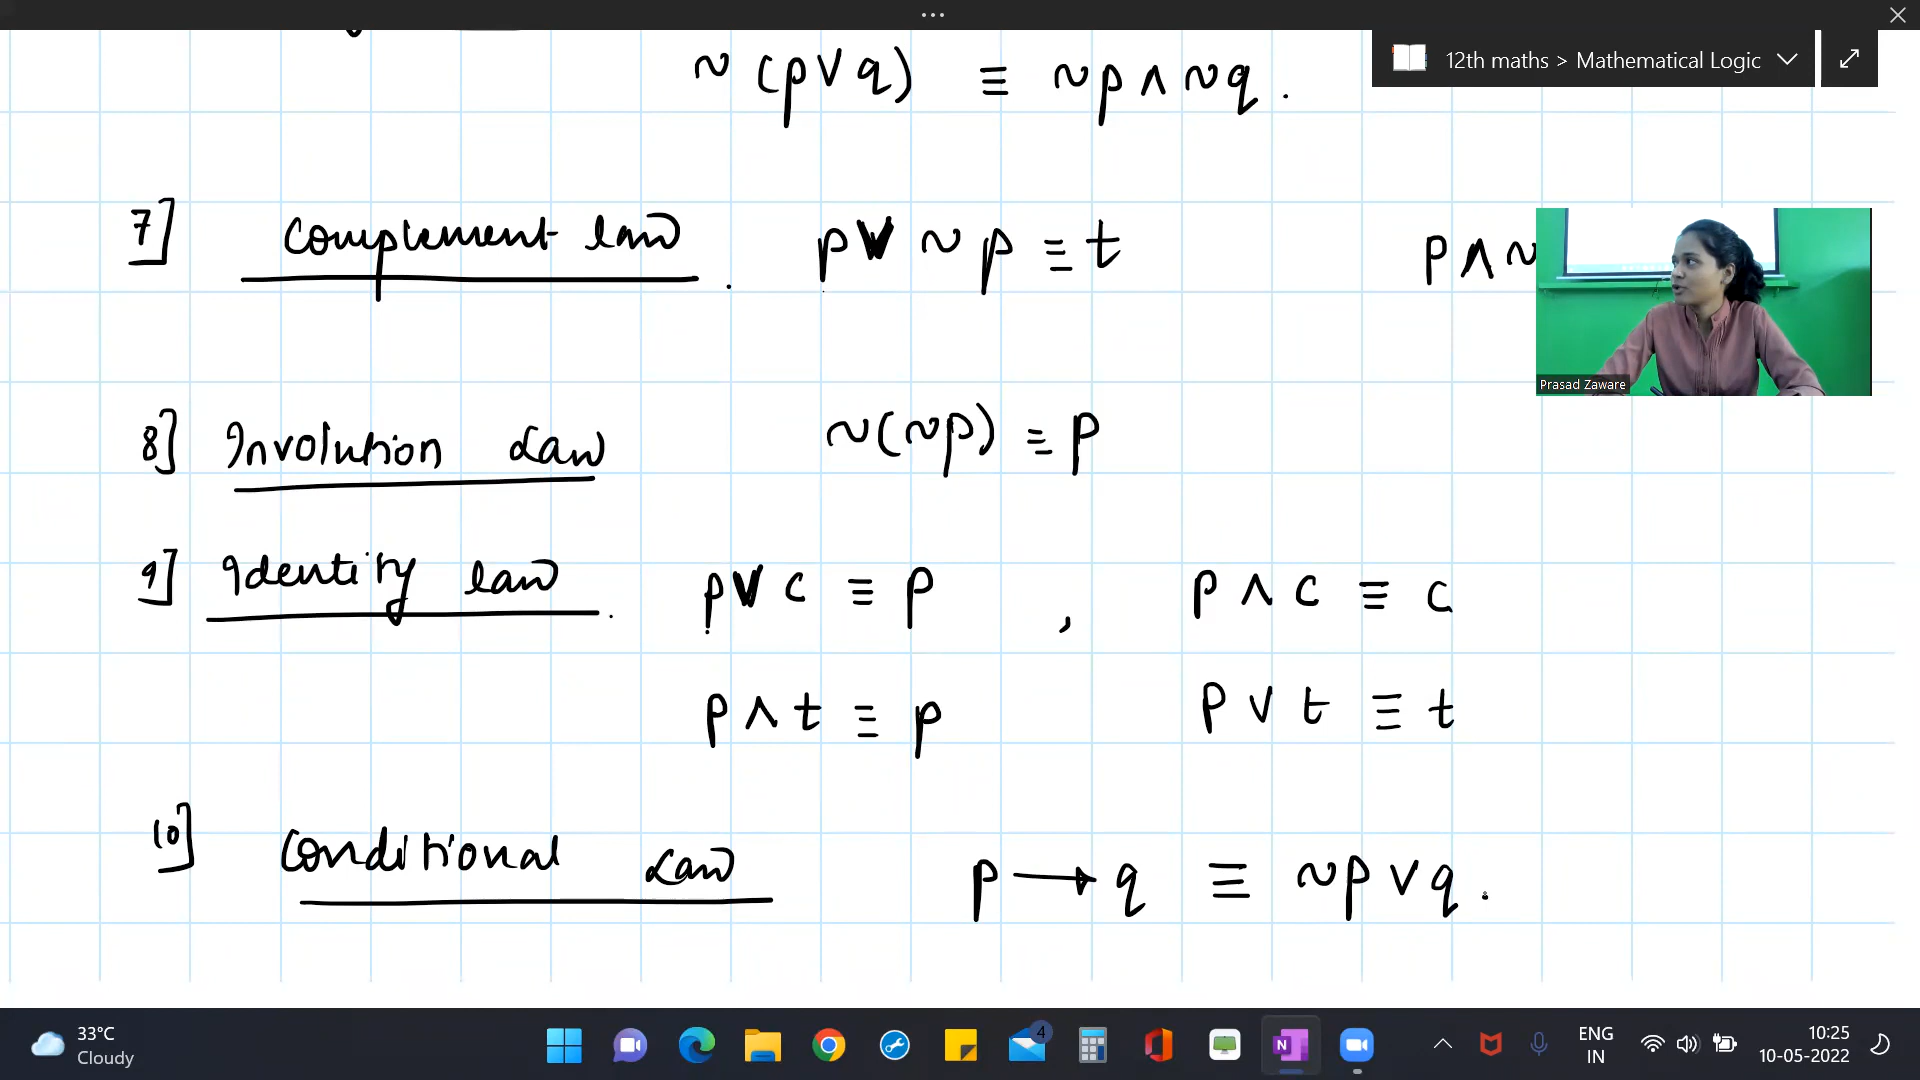 ...
12th maths > Mathematical Logic
~(p∨q) ≡ ~p∧~q.
7] Complement law. p∨~p≡t p∧~
Prasad Zaware
8] Involution Law ~(~p)≡p
9] Identity law. p∨c ≡ p , p∧c ≡ c
p∧t ≡ p p∨t ≡ t
10] Conditional Law p→q ≡ ~p∨q.
33°C
Cloudy
4
N
ENG
IN
10:25
10-05-2022